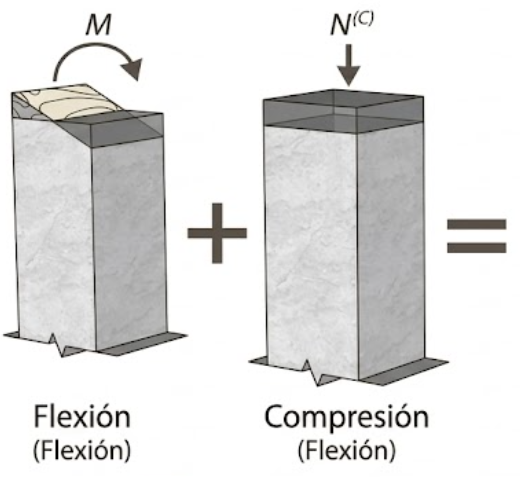 M
N(C)
+
=
Flexión
(Flexión)
Compresión
(Flexión)